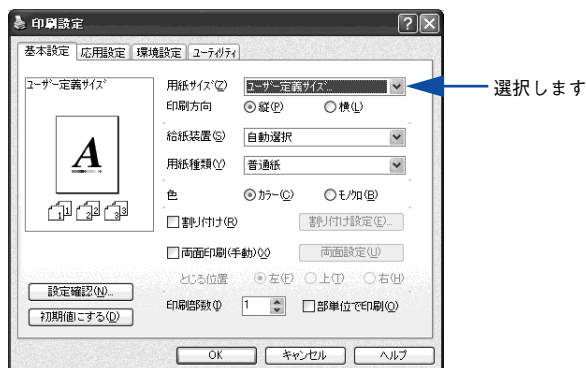 印刷設定
基本設定 応用設定 環境設定 ユーティリティ
ユーザー定義サイズ
A
1 1 2 2 3 3
設定確認(N)...
初期値にする(D)
用紙サイズ(Z) ユーザー定義サイズ...
選択します
印刷方向 縦(P) 横(L)
給紙装置(S) 自動選択
用紙種類(Y) 普通紙
色 カラー(C) モノクロ(B)
割り付け(R) 割り付け設定(E)...
両面印刷(手動)(X) 両面設定(U)
とじる位置 左(F) 上(T) 右(H)
印刷部数(I) 1 部単位で印刷(O)
OK キャンセル ヘルプ